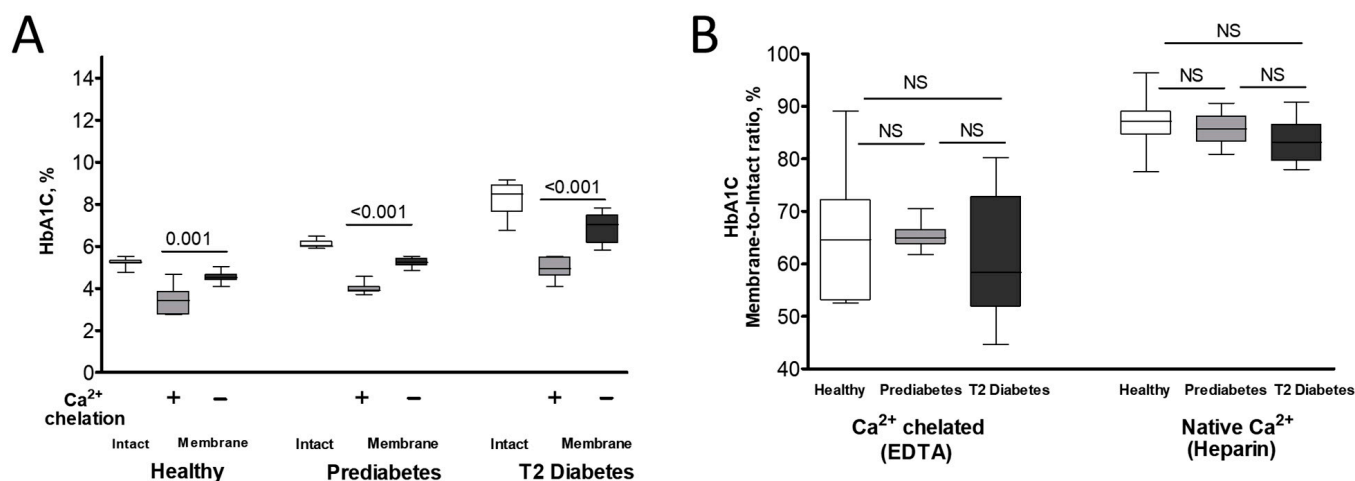 A
HbA1C, %
14
12
10
8
6
4
2
0
0.001
<0.001
<0.001
Ca²⁺
chelation
+ − + − + −
Intact Membrane Intact Membrane Intact Membrane
Healthy Prediabetes T2 Diabetes
B
HbA1C
Membrane-to-Intact ratio, %
100
90
80
70
60
50
40
NS
NS NS
NS
NS NS
Healthy Prediabetes T2 Diabetes Healthy Prediabetes T2 Diabetes
Ca²⁺ chelated
(EDTA)
Native Ca²⁺
(Heparin)